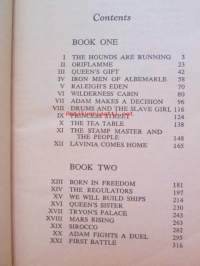 Contents
BOOK ONE
I THE HOUNDS ARE RUNNING 3
II ORIFLAMME 23
III QUEEN'S GIFT 42
IV IRON MEN OF ALBEMARLE 58
V RALEIGH'S EDEN 70
VI WILDERNESS CABIN 89
VII ADAM MAKES A DECISION 96
VIII DRUMS AND THE SLAVE GIRL 116
IX PRINCESS STREET 124
X THE TEA TABLE 138
XI THE STAMP MASTER AND THE
PEOPLE 148
XII LAVINIA COMES HOME 165
BOOK TWO
XIII BORN IN FREEDOM 181
XIV THE REGULATORS 197
XV WE WILL BUILD SHIPS 214
XVI QUEEN'S SISTER 230
XVII TRYON'S PALACE 243
XVIII MARS RISING 263
XIX SIROCCO 281
XX ADAM FIGHTS A DUEL 295
XXI FIRST BATTLE 316